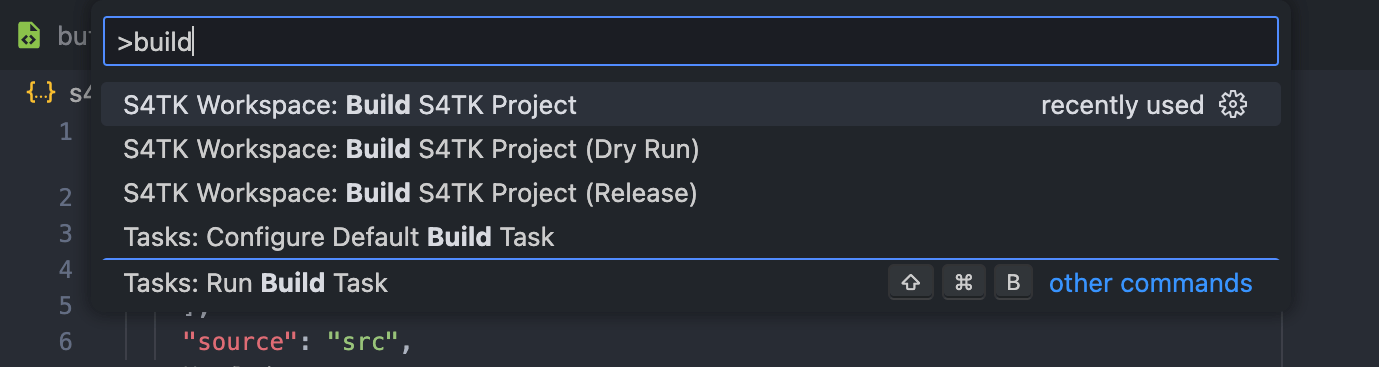 >build
S4TK Workspace: Build S4TK Project recently used
1
S4TK Workspace: Build S4TK Project (Dry Run)
2
S4TK Workspace: Build S4TK Project (Release)
3
Tasks: Configure Default Build Task
4
Tasks: Run Build Task ⇧ ⌘ B other commands
5 ],
6 "source": "src",